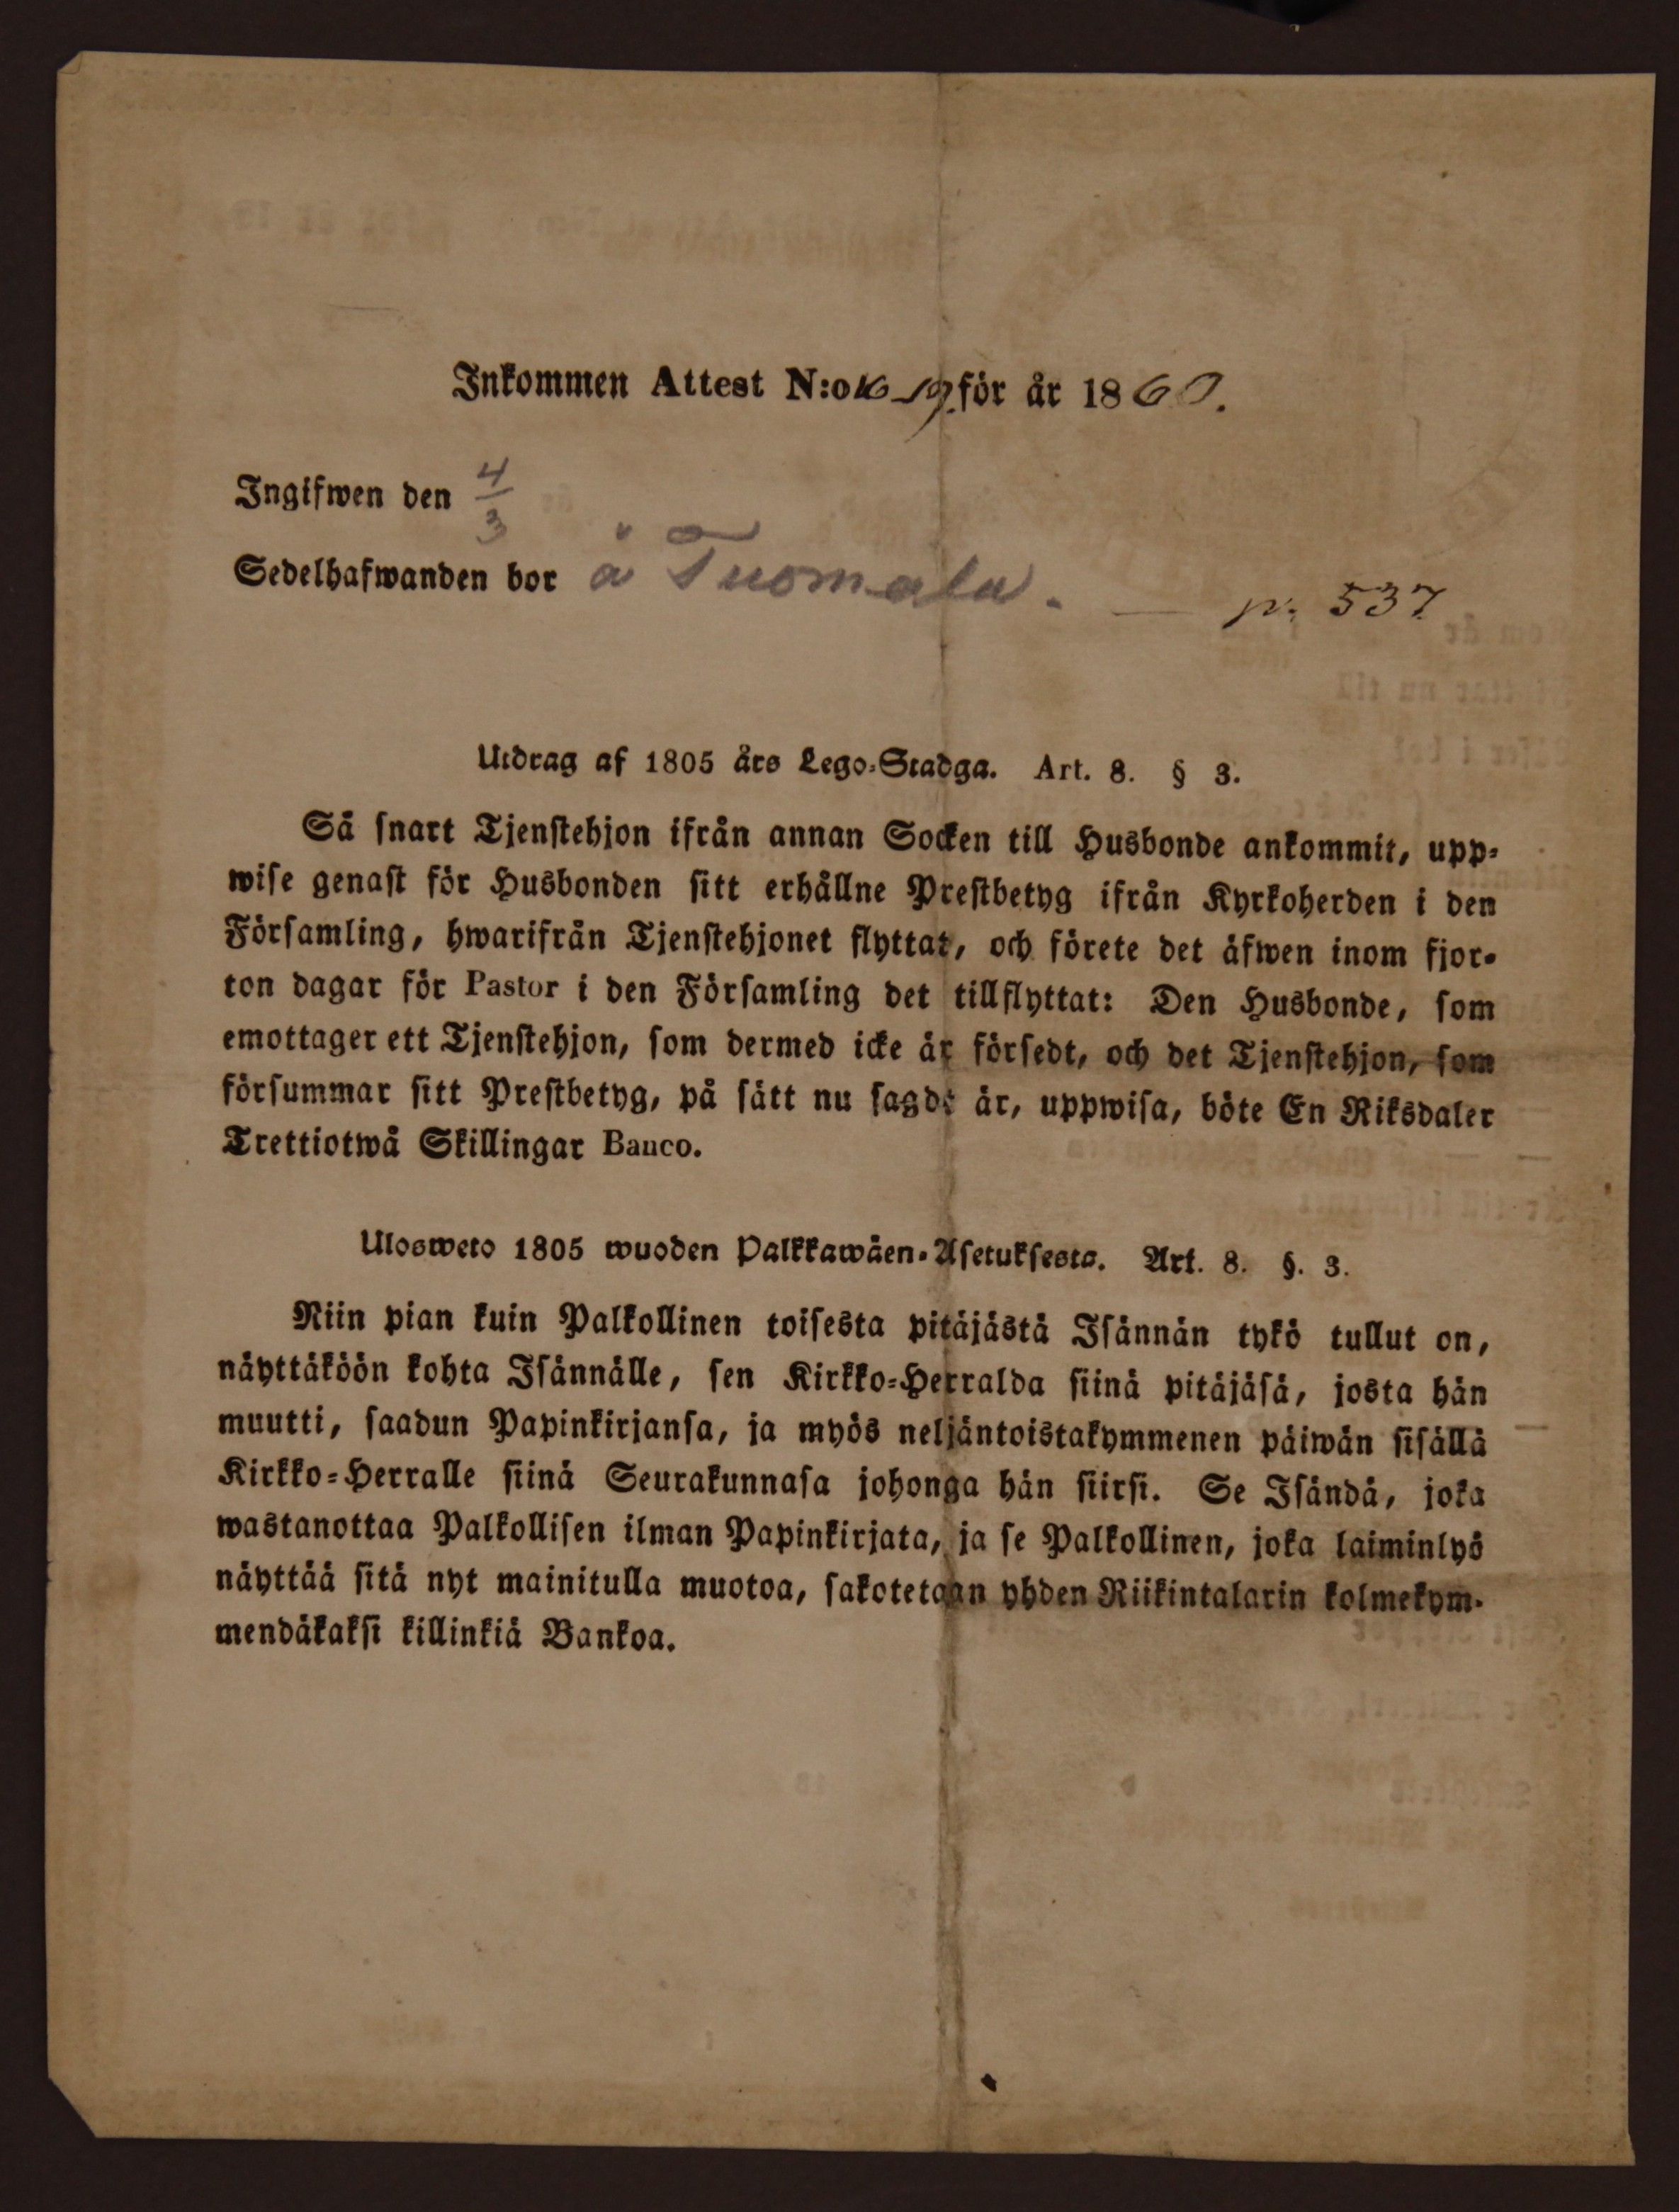 Inkommen Attest N:o 16–19. för år 1860.
Ingifwen den 4/3
Sedelhafwanden bor å Tuomala. — p. 537
Utdrag af 1805 års Lego-Stadga. Art. 8. § 3.
Så snart Tjenstehjon ifrån annan Socken till Husbonde ankommit, upp-
wise genast för Husbonden sitt erhållne Prestbetyg ifrån Kyrkoherden i den
Församling, hwarifrån Tjenstehjonet flyttat, och förete det äfwen inom fjor-
ton dagar för Pastor i den Församling det tillflyttat: Den Husbonde, som
emottager ett Tjenstehjon, som dermed icke är försedt, och det Tjenstehjon, som
försummar sitt Prestbetyg, på sätt nu sagdt är, uppwisa, böte En Riksdaler
Trettiotwå Skillingar Banco.
Ulosweto 1805 wuoden Palkkawäen-Asetuksesta. Art. 8. §. 3.
Niin pian kuin Palkollinen toisesta pitäjästä Isännän tykö tullut on,
näyttäköön kohta Isännälle, sen Kirkko-Herralda siinä pitäjäsä, josta hän
muutti, saadun Papinkirjansa, ja myös neljäntoistakymmenen päiwän sisällä
Kirkko-Herralle siinä Seurakunnasa johonga hän siirsi. Se Isändä, joka
wastanottaa Palkollisen ilman Papinkirjata, ja se Palkollinen, joka laiminlyö
näyttää sitä nyt mainitulla muotoa, sakotetaan yhden Riikintalarin kolmekym-
mendäkaksi killinkiä Bankoa.